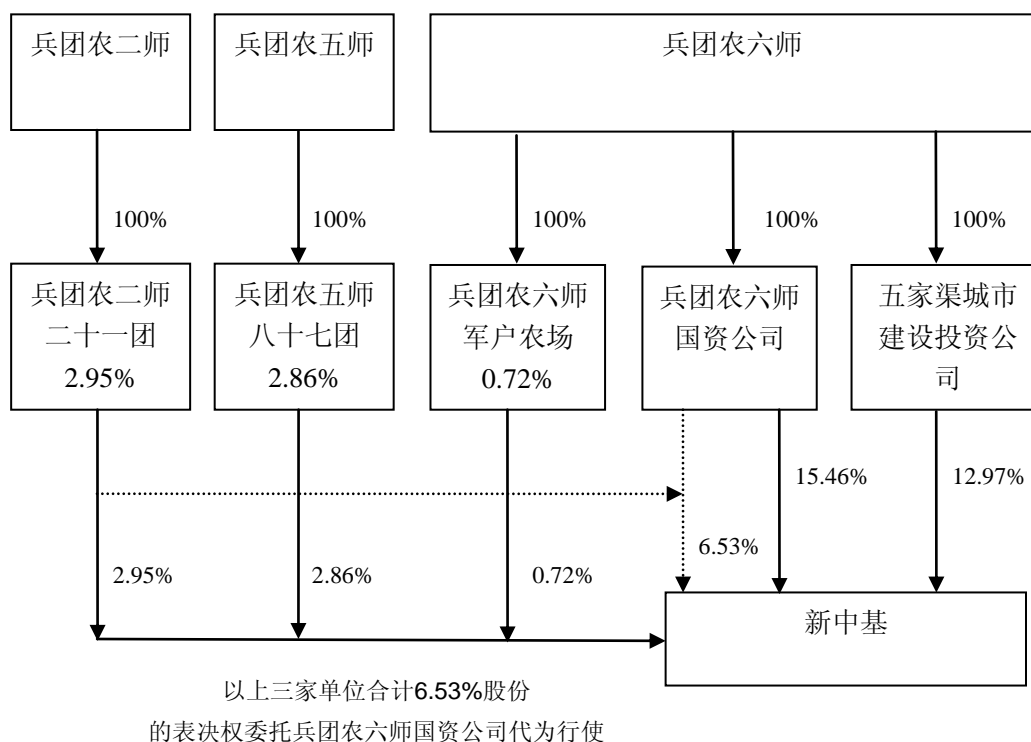 兵团农二师
兵团农五师
兵团农六师
100%
100%
100%
100%
100%
兵团农二师
二十一团
2.95%
兵团农五师
八十七团
2.86%
兵团农六师
军户农场
0.72%
兵团农六师
国资公司
五家渠城市
建设投资公
司
15.46%
12.97%
6.53%
2.95%
2.86%
0.72%
新中基
以上三家单位合计6.53%股份
的表决权委托兵团农六师国资公司代为行使